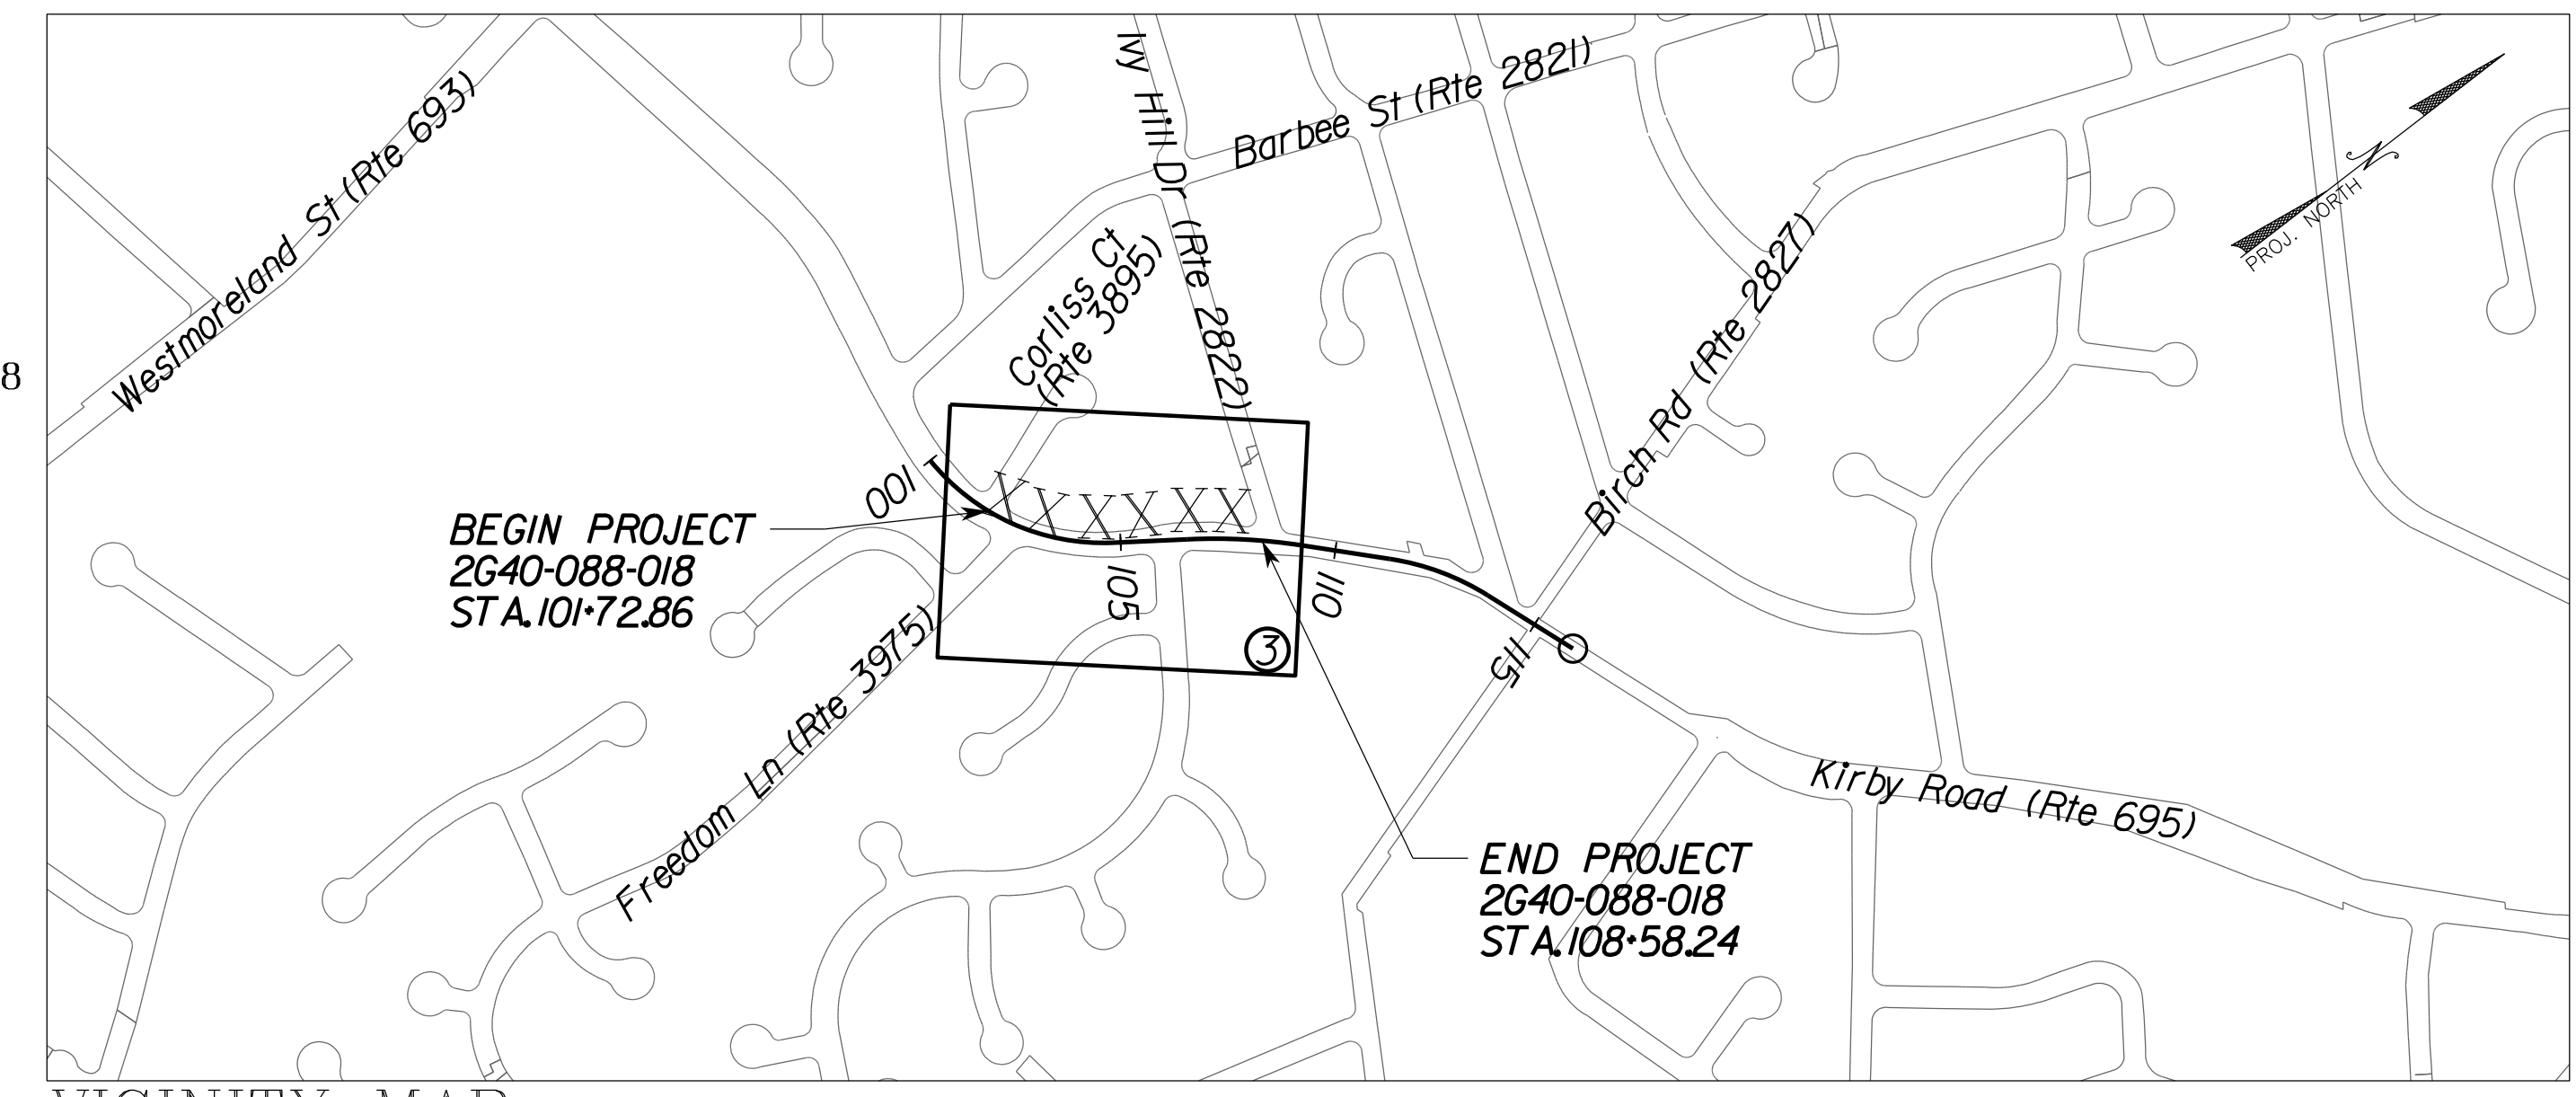 Westmoreland St (Rte 693)
Ivy Hill Dr (Rte 2822)
Barbee St (Rte 2821)
PROJ. NORTH
N
Corliss Ct
(Rte 3895)
Birch Rd (Rte 2827)
8
100
BEGIN PROJECT
2G40-088-018
STA. 101+72.86
105
110
3
115
Freedom Ln (Rte 3975)
Kirby Road (Rte 695)
END PROJECT
2G40-088-018
STA. 108+58.24
VICINITY MAP